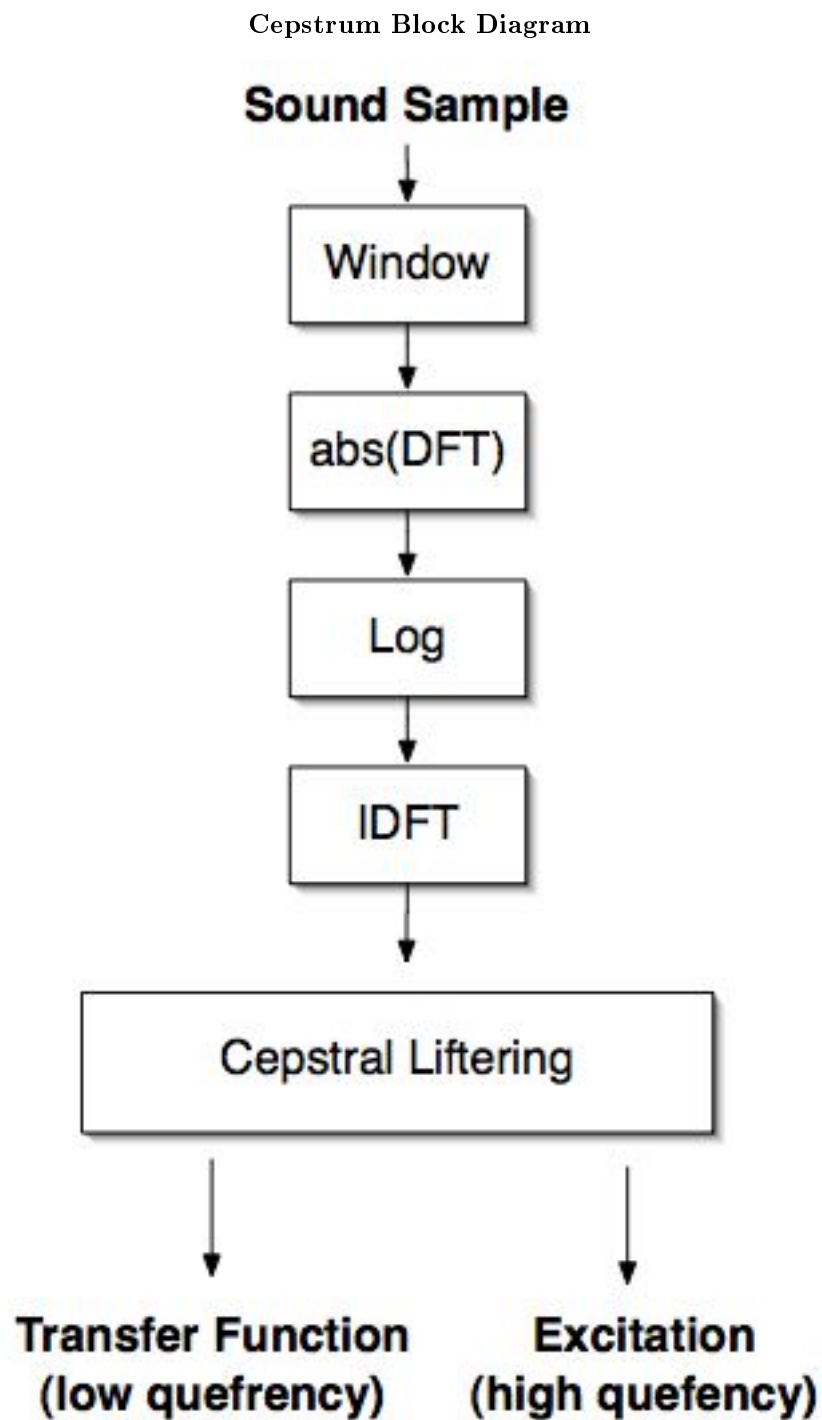 Cepstrum Block Diagram
Sound Sample
Window
abs(DFT)
Log
IDFT
Cepstral Liftering
Transfer Function
(low quefrency)
Excitation
(high quefency)